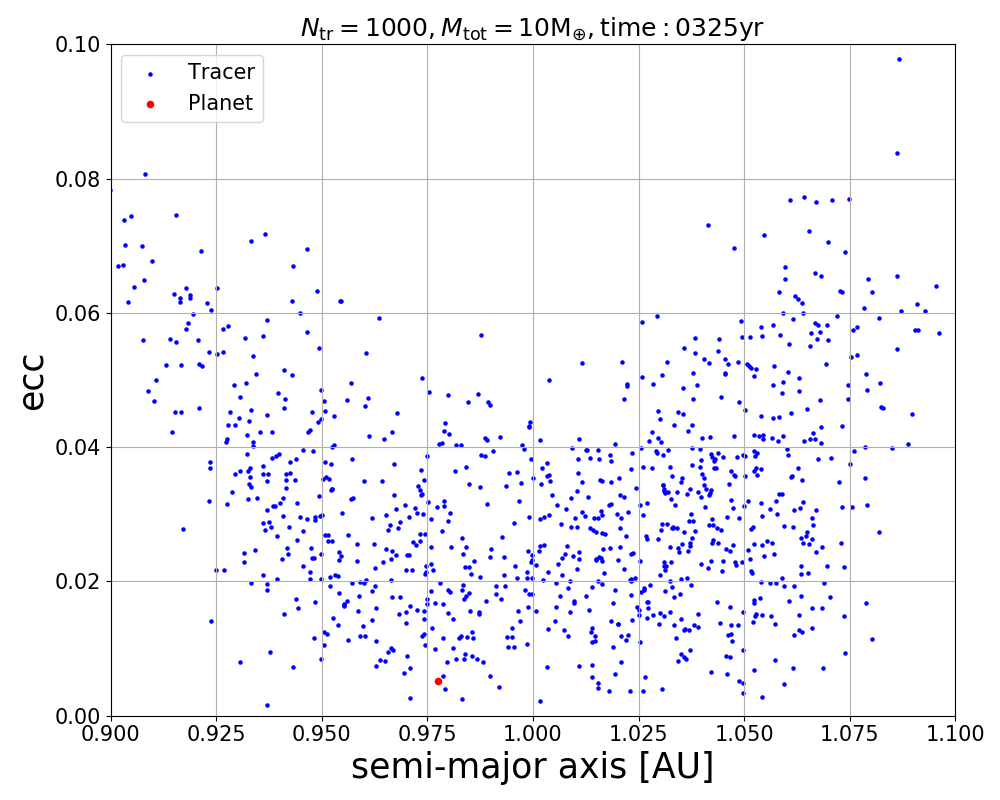 N_tr = 1000, M_tot = 10M_⊕, time : 0325yr
Tracer
Planet
0.10
0.08
0.06
0.04
0.02
0.00
ecc
0.900 0.925 0.950 0.975 1.000 1.025 1.050 1.075 1.100
semi-major axis [AU]